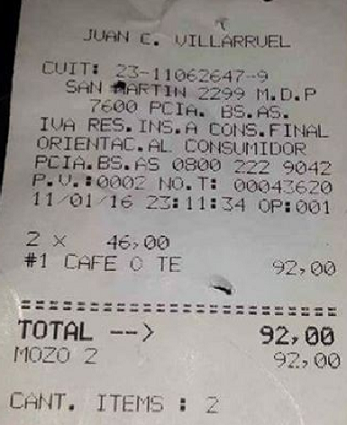 JUAN C. VILLARRUEL
CUIT: 23-11062647-9
SAN MARTIN 2299 M.D.P
7600 PCIA. BS.AS.
IVA RES.INS.A CONS.FINAL
ORIENTAC.AL CONSUMIDOR
PCIA.BS.AS 0800 222 9042
P.V.:0002 NO.T: 00043620
11/01/16 23:11:34 OP:001
2 x 46,00
#1 CAFE O TE 92,00
TOTAL --> 92,00
MOZO 2 92,00
CANT. ITEMS : 2